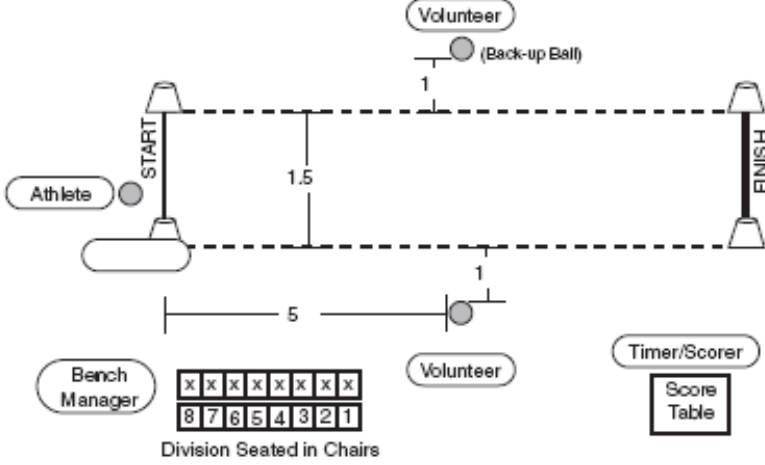 Volunteer
(Back-up Ball)
1
START
1.5
FINISH
Athlete
1
5
Bench
Manager
x x x x x x x x
8 7 6 5 4 3 2 1
Division Seated in Chairs
Volunteer
Timer/Scorer
Score
Table